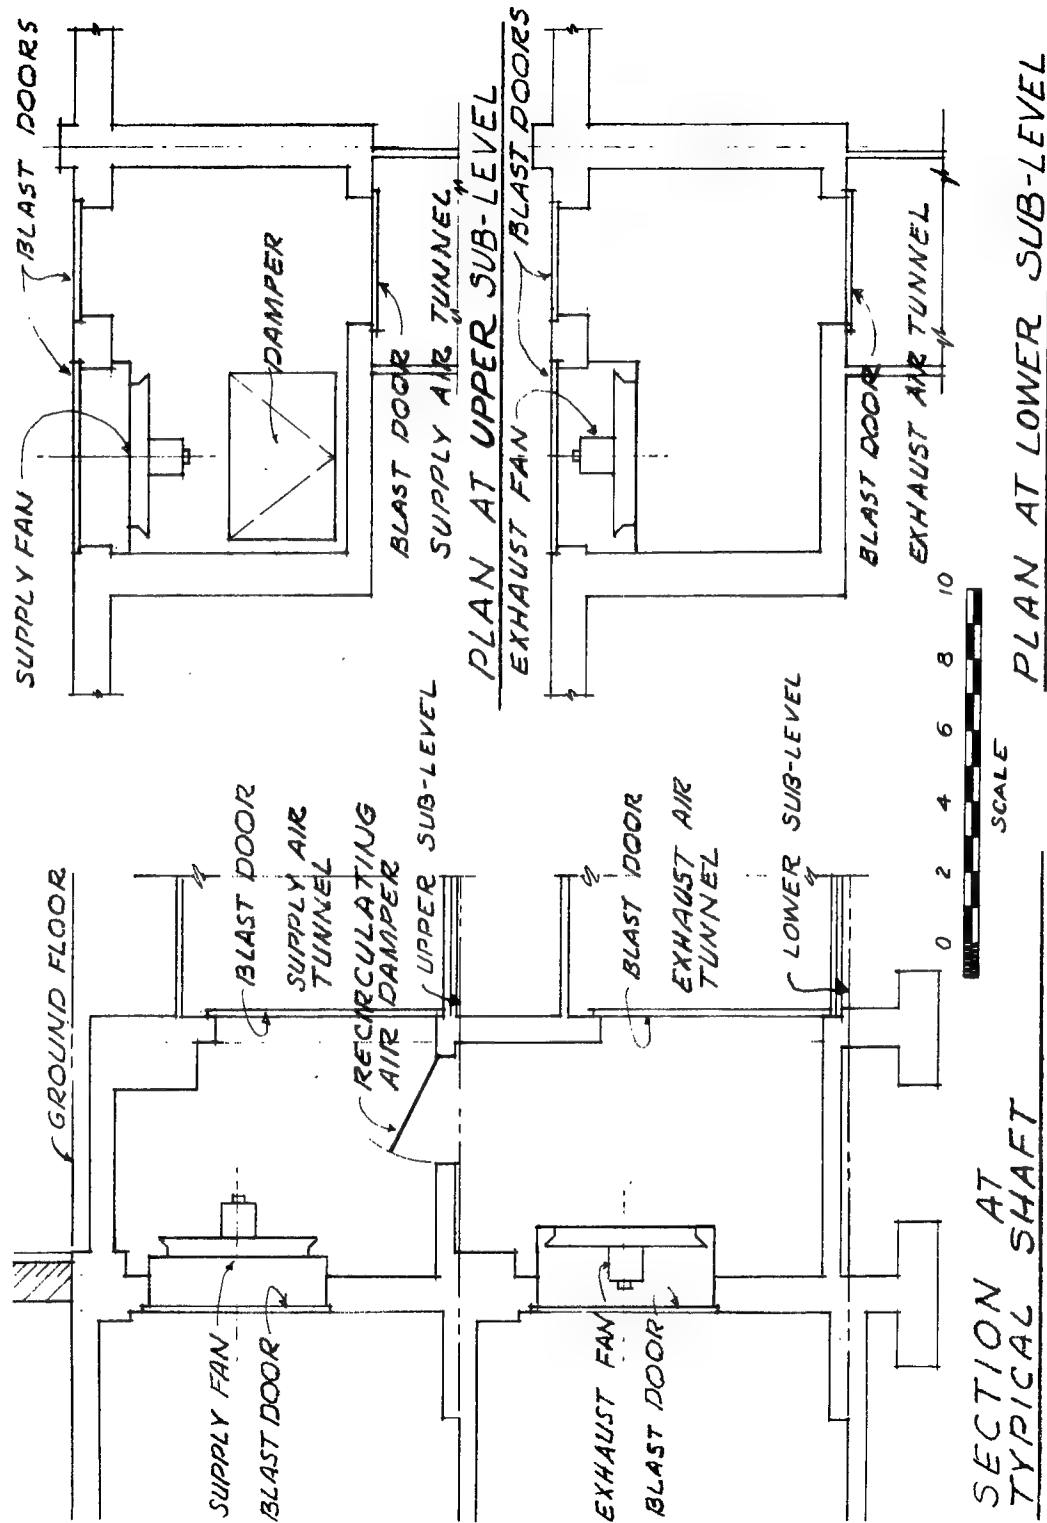 GROUND FLOOR
SUPPLY FAN
BLAST DOOR
BLAST DOOR
SUPPLY AIR
TUNNEL
RECIRCULATING
AIR DAMPER
UPPER SUB-LEVEL
EXHAUST FAN
BLAST DOOR
BLAST DOOR
EXHAUST AIR
TUNNEL
LOWER SUB-LEVEL
SECTION AT
TYPICAL SHAFT
0 2 4 6 8 10
SCALE
SUPPLY FAN
BLAST DOORS
DAMPER
BLAST DOOR
SUPPLY AIR TUNNEL
PLAN AT UPPER SUB-LEVEL
EXHAUST FAN
BLAST DOORS
BLAST DOOR
EXHAUST AIR TUNNEL
PLAN AT LOWER SUB-LEVEL